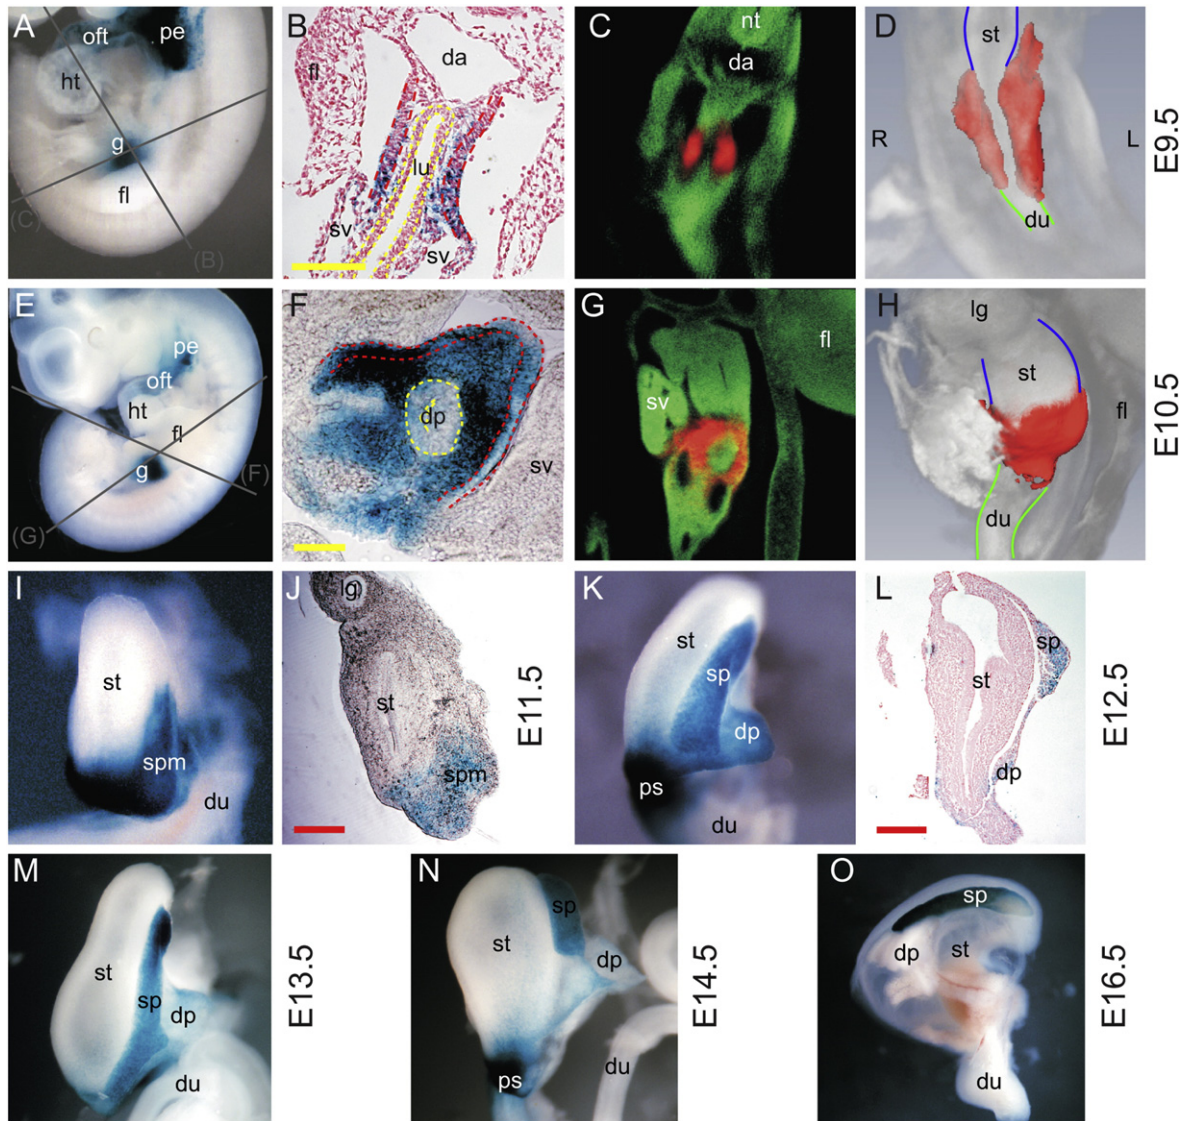 A oft pe ht g fl (C) (B)
B fl da lu sv sv
C nt da
D st R L du
E9.5
E pe oft ht fl g (F) (G)
F dp sv
G fl sv
H lg st fl du
E10.5
I st spm du
J lg st spm
E11.5
K st sp dp ps du
L sp st dp
E12.5
M st sp dp du
E13.5
N sp st dp du ps
E14.5
O sp dp st du
E16.5